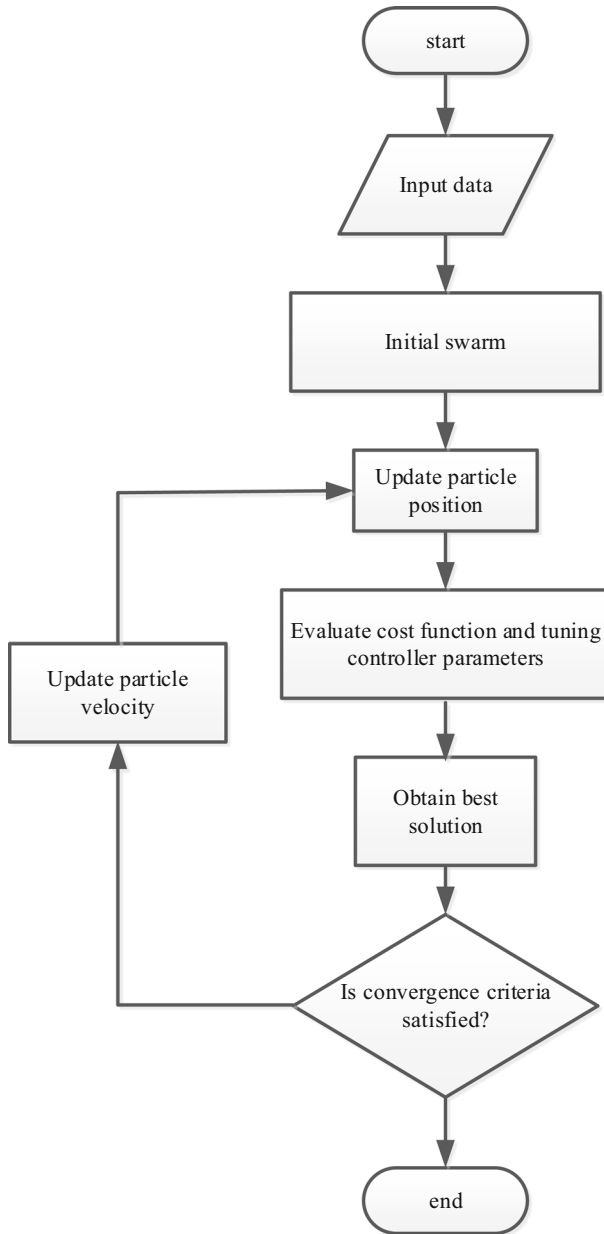 start
Input data
Initial swarm
Update particle
position
Evaluate cost function and tuning
controller parameters
Update particle
velocity
Obtain best
solution
Is convergence criteria
satisfied?
end